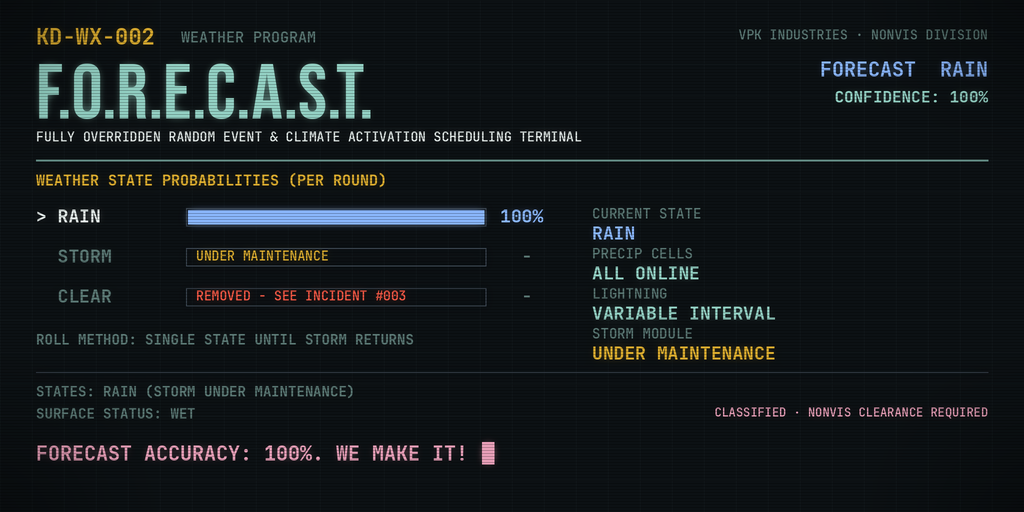 KD-WX-002 WEATHER PROGRAM
VPK INDUSTRIES · NONVIS DIVISION
F.O.R.E.C.A.S.T.
FORECAST RAIN
CONFIDENCE: 100%
FULLY OVERRIDDEN RANDOM EVENT & CLIMATE ACTIVATION SCHEDULING TERMINAL
WEATHER STATE PROBABILITIES (PER ROUND)
> RAIN 100%
STORM UNDER MAINTENANCE -
CLEAR REMOVED - SEE INCIDENT #003 -
ROLL METHOD: SINGLE STATE UNTIL STORM RETURNS
CURRENT STATE
RAIN
PRECIP CELLS
ALL ONLINE
LIGHTNING
VARIABLE INTERVAL
STORM MODULE
UNDER MAINTENANCE
STATES: RAIN (STORM UNDER MAINTENANCE)
SURFACE STATUS: WET
CLASSIFIED · NONVIS CLEARANCE REQUIRED
FORECAST ACCURACY: 100%. WE MAKE IT!